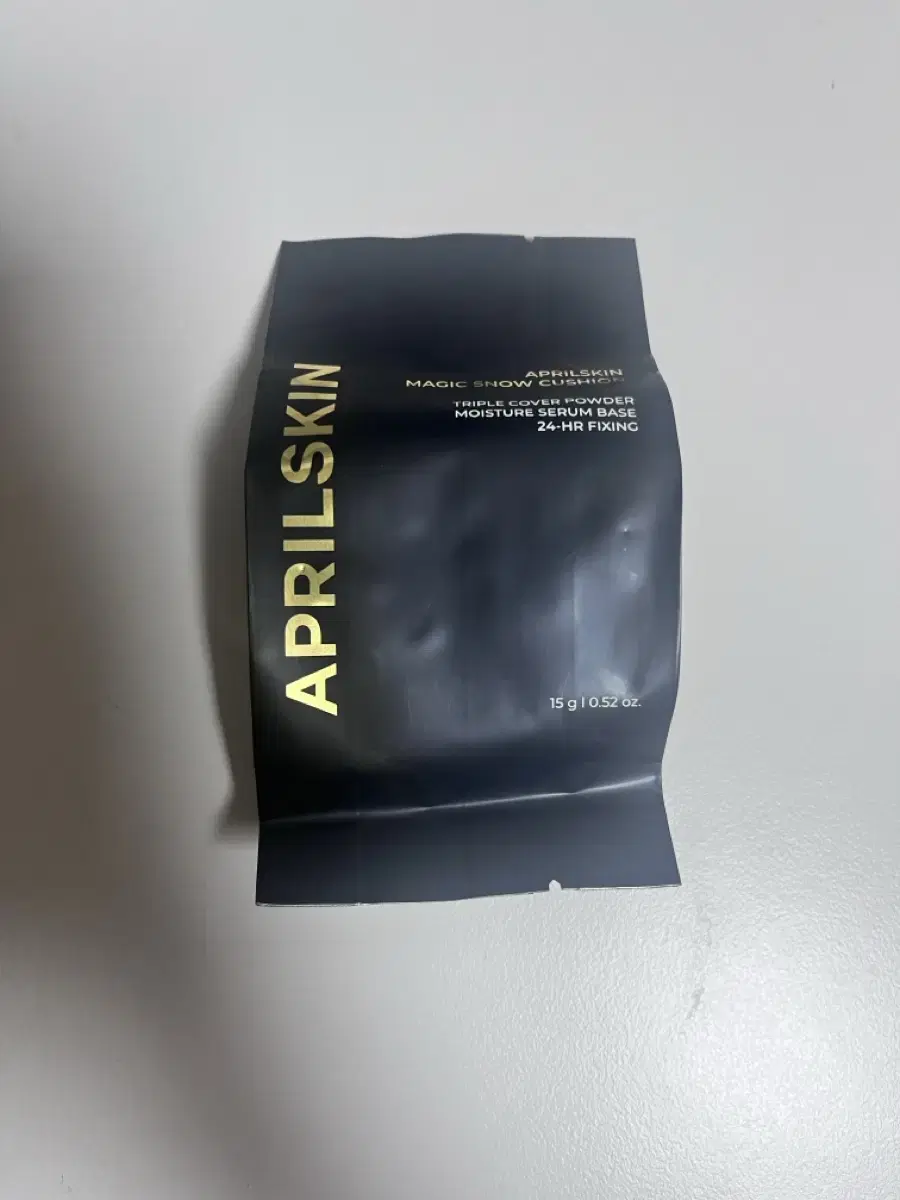 APRILSKIN
APRILSKIN
MAGIC SNOW CUSHION
TRIPLE COVER POWDER
MOISTURE SERUM BASE
24-HR FIXING
15 g | 0.52 oz.